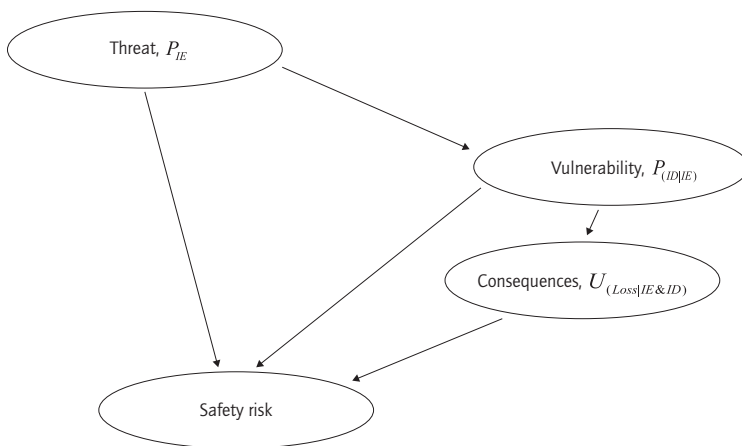 Threat, P_IE
Vulnerability, P_(ID|IE)
Consequences, U_(Loss|IE&ID)
Safety risk